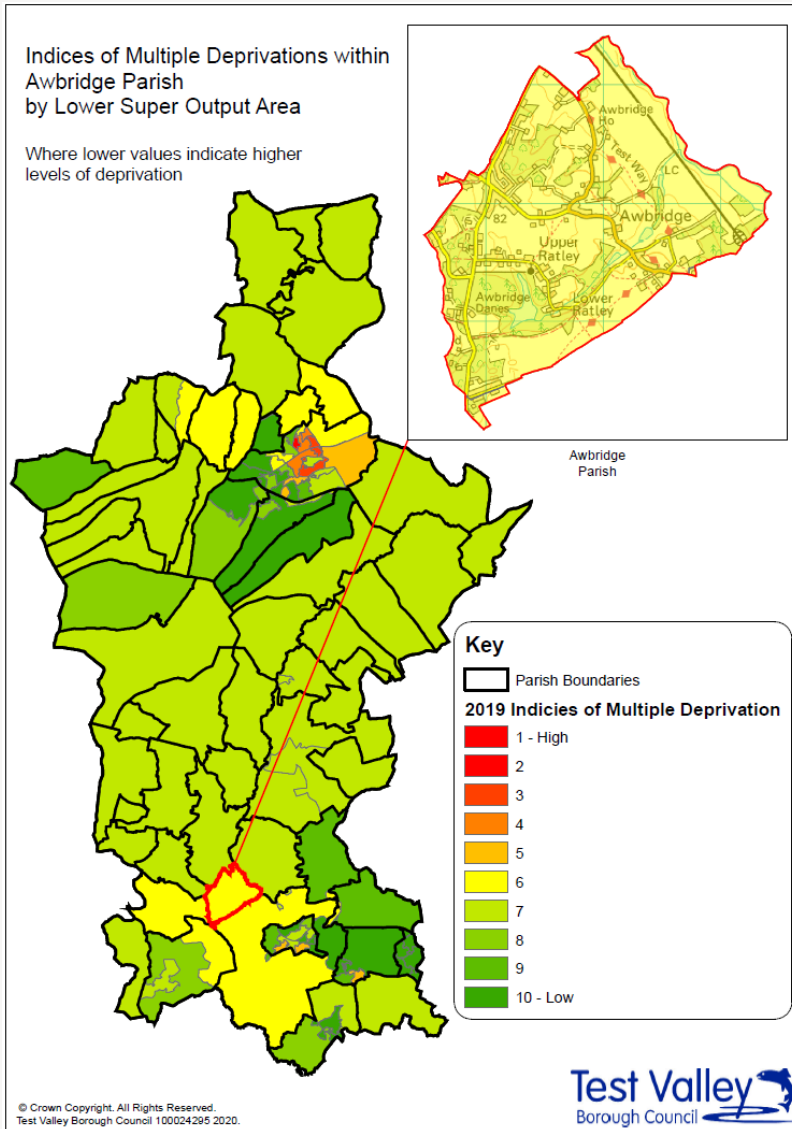 Indices of Multiple Deprivations within
Awbridge Parish
by Lower Super Output Area
Where lower values indicate higher
levels of deprivation
Awbridge
Ho
Test Way
LC
82
Awbridge
Upper
Ratley
Awbridge
Danes
Lower
Ratley
Awbridge
Parish
Key
Parish Boundaries
2019 Indicies of Multiple Deprivation
1 - High
2
3
4
5
6
7
8
9
10 - Low
Test Valley
Borough Council
© Crown Copyright. All Rights Reserved.
Test Valley Borough Council 100024295 2020.